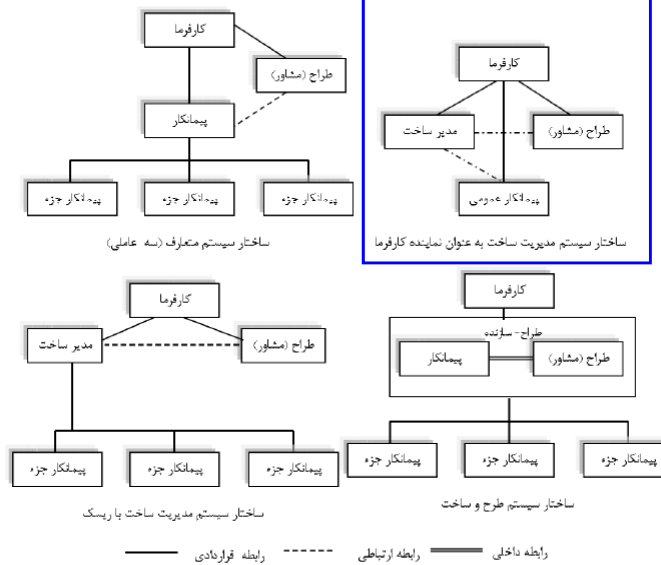 کارفرما
طراح (مشاور)
پیمانکار
پیمانکار جزء
پیمانکار جزء
پیمانکار جزء
ساختار سیستم متعارف (سه عاملی)
کارفرما
مدیر ساخت
طراح (مشاور)
پیمانکار عمومی
ساختار سیستم مدیریت ساخت به عنوان نماینده کارفرما
کارفرما
مدیر ساخت
طراح (مشاور)
پیمانکار جزء
پیمانکار جزء
پیمانکار جزء
ساختار سیستم مدیریت ساخت با ریسک
کارفرما
طراح-سازنده
پیمانکار
طراح (مشاور)
پیمانکار جزء
پیمانکار جزء
پیمانکار جزء
ساختار سیستم طرح و ساخت
رابطه داخلی
رابطه ارتباطی
رابطه قراردادی